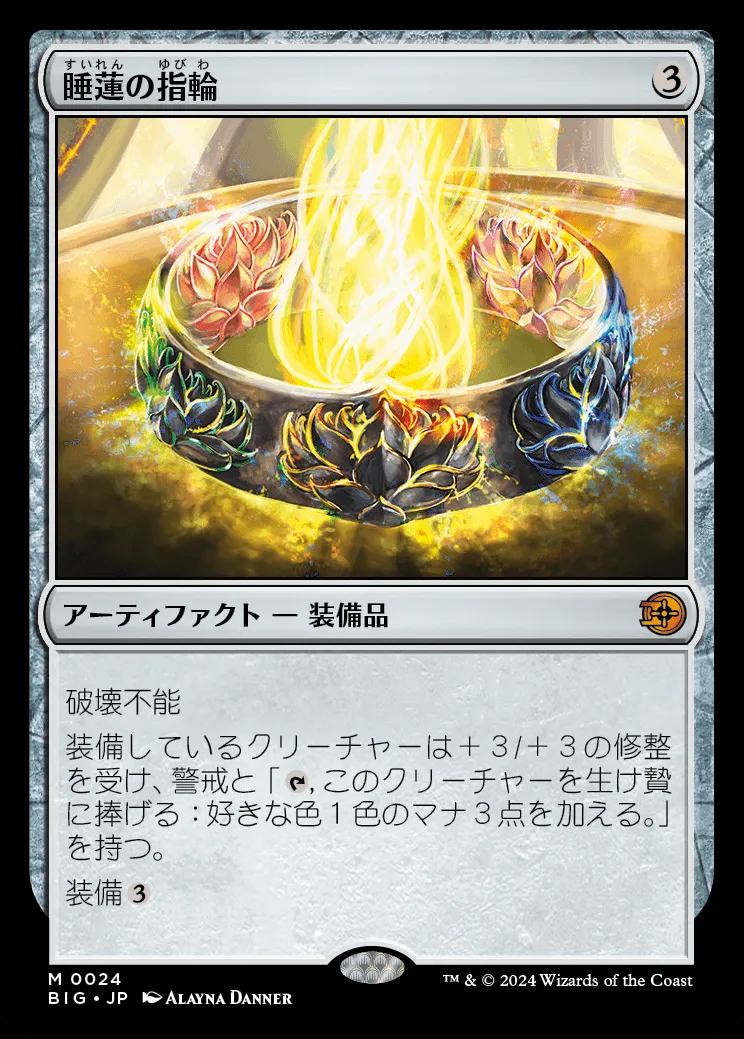 すいれん ゆびわ
睡蓮の指輪 3
アーティファクト — 装備品
破壊不能
装備しているクリーチャーは＋３/＋３の修整
を受け、警戒と「 , このクリーチャーを生け贄
に捧げる：好きな色１色のマナ３点を加える。」
を持つ。
装備 3
M 0024
BIG • JP ALAYNA DANNER
™ & © 2024 Wizards of the Coast